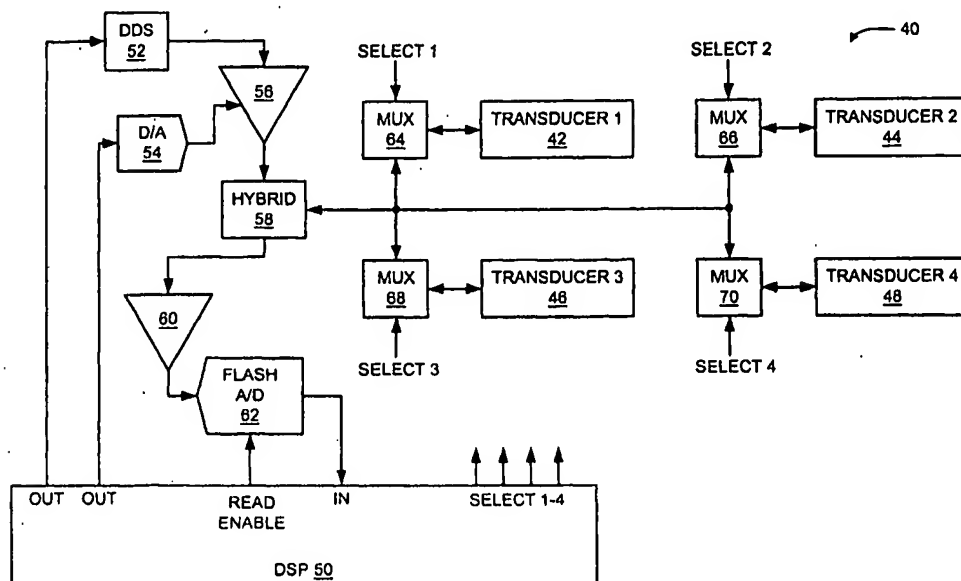 DDS
52
SELECT 1
SELECT 2
40
56
MUX
64
TRANSDUCER 1
42
MUX
66
TRANSDUCER 2
44
D/A
54
HYBRID
58
MUX
68
TRANSDUCER 3
46
MUX
70
TRANSDUCER 4
48
60
SELECT 3
SELECT 4
FLASH
A/D
62
OUT
OUT
READ
ENABLE
IN
SELECT 1-4
DSP 50